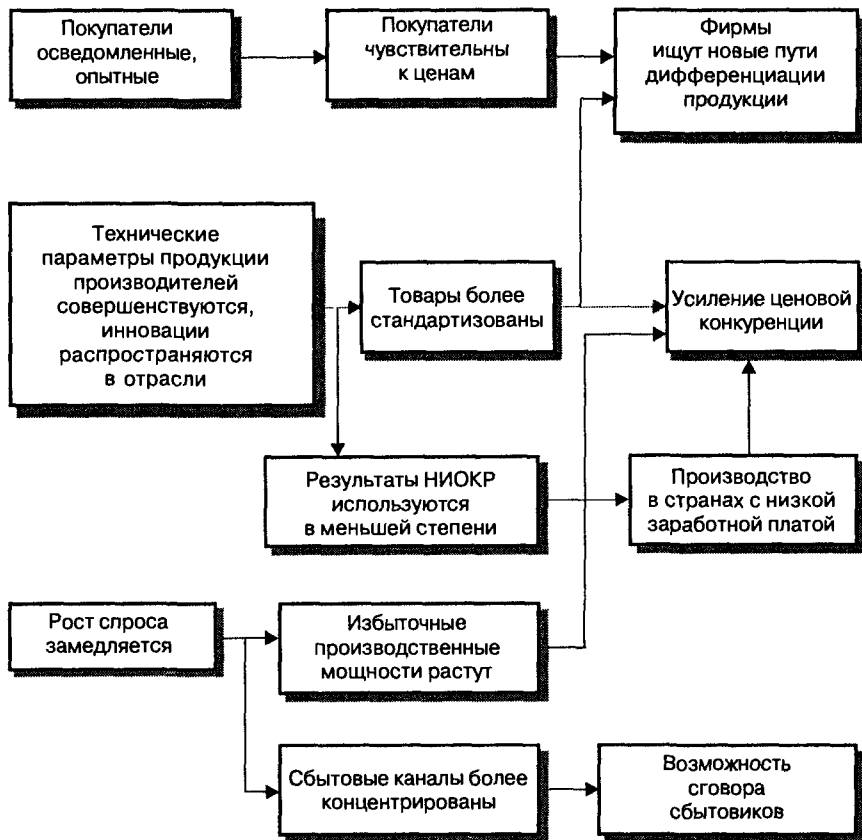 Покупатели
осведомленные,
опытные
Покупатели
чувствительны
к ценам
Фирмы
ищут новые пути
дифференциации
продукции
Технические
параметры продукции
производителей
совершенствуются,
инновации
распространяются
в отрасли
Товары более
стандартизованы
Усиление ценовой
конкуренции
Результаты НИОКР
используются
в меньшей степени
Производство
в странах с низкой
заработной платой
Рост спроса
замедляется
Избыточные
производственные
мощности растут
Сбытовые каналы более
концентрированы
Возможность
сговора
сбытовиков